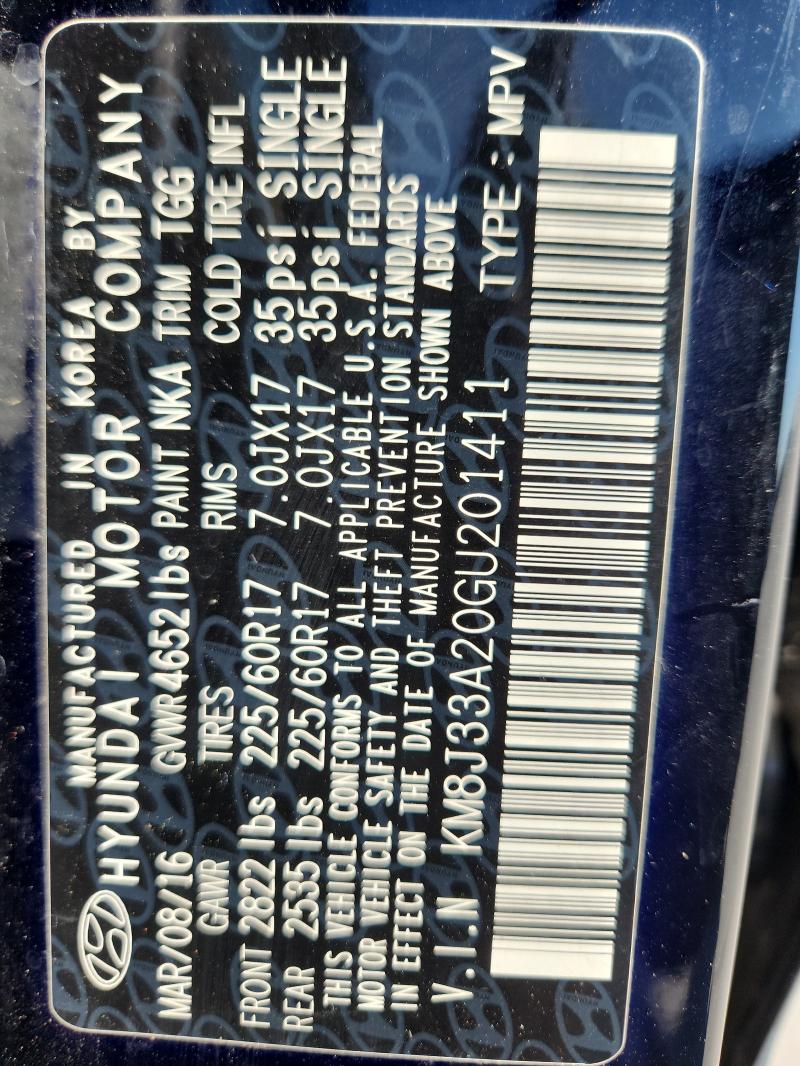 MANUFACTURED IN KOREA BY
HYUNDAI MOTOR COMPANY
MAR/08/16 GVWR 4652lbs PAINT NKA TRIM TGG
GAWR TIRES RIMS COLD TIRE INFL
FRONT 2822 lbs 225/60R17 7.0JX17 35psi SINGLE
REAR 2535 lbs 225/60R17 7.0JX17 35psi SINGLE
THIS VEHICLE CONFORMS TO ALL APPLICABLE U.S.A. FEDERAL
MOTOR VEHICLE SAFETY AND THEFT PREVENTION STANDARDS
IN EFFECT ON THE DATE OF MANUFACTURE SHOWN ABOVE
V.I.N KM8J33A20GU201411 TYPE : MPV